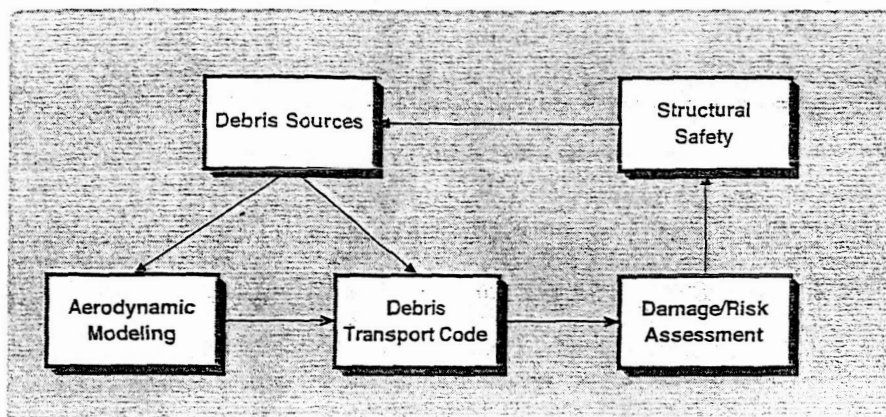 Debris Sources
Structural
Safety
Aerodynamic
Modeling
Debris
Transport Code
Damage/Risk
Assessment